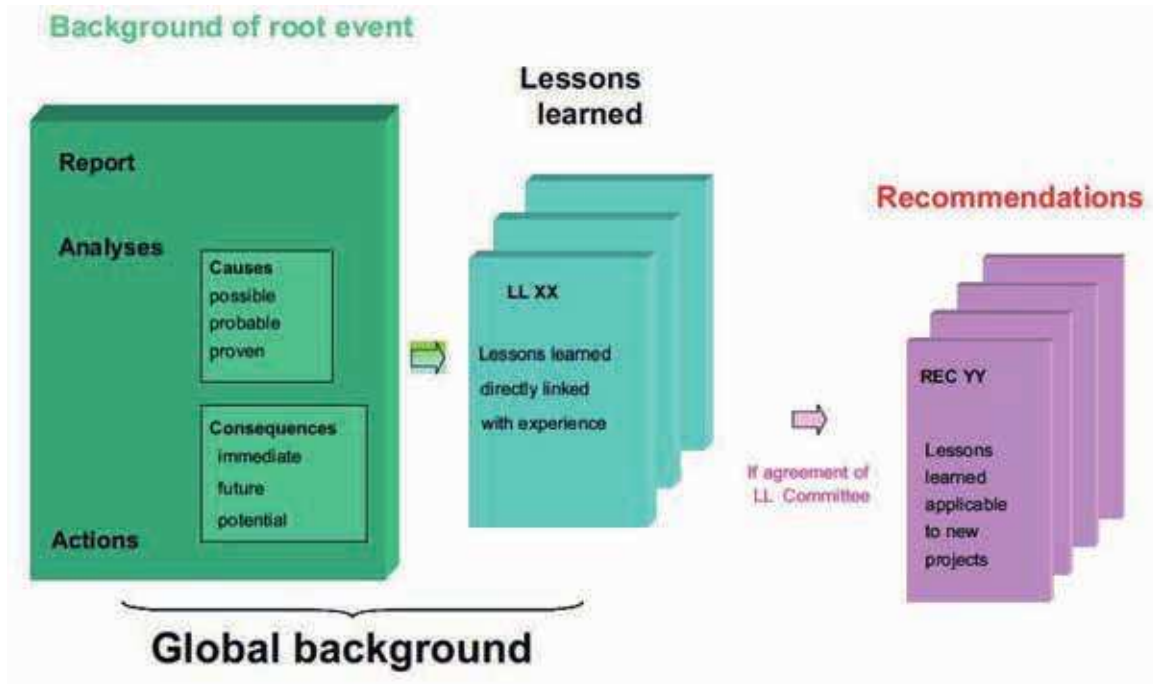 Background of root event
Report
Analyses
Causes
possible
probable
proven
Consequences
immediate
future
potential
Actions
Lessons
learned
LL XX
Lessons learned
directly linked
with experience
If agreement of
LL Committee
Recommendations
REC YY
Lessons
learned
applicable
to new
projects
Global background